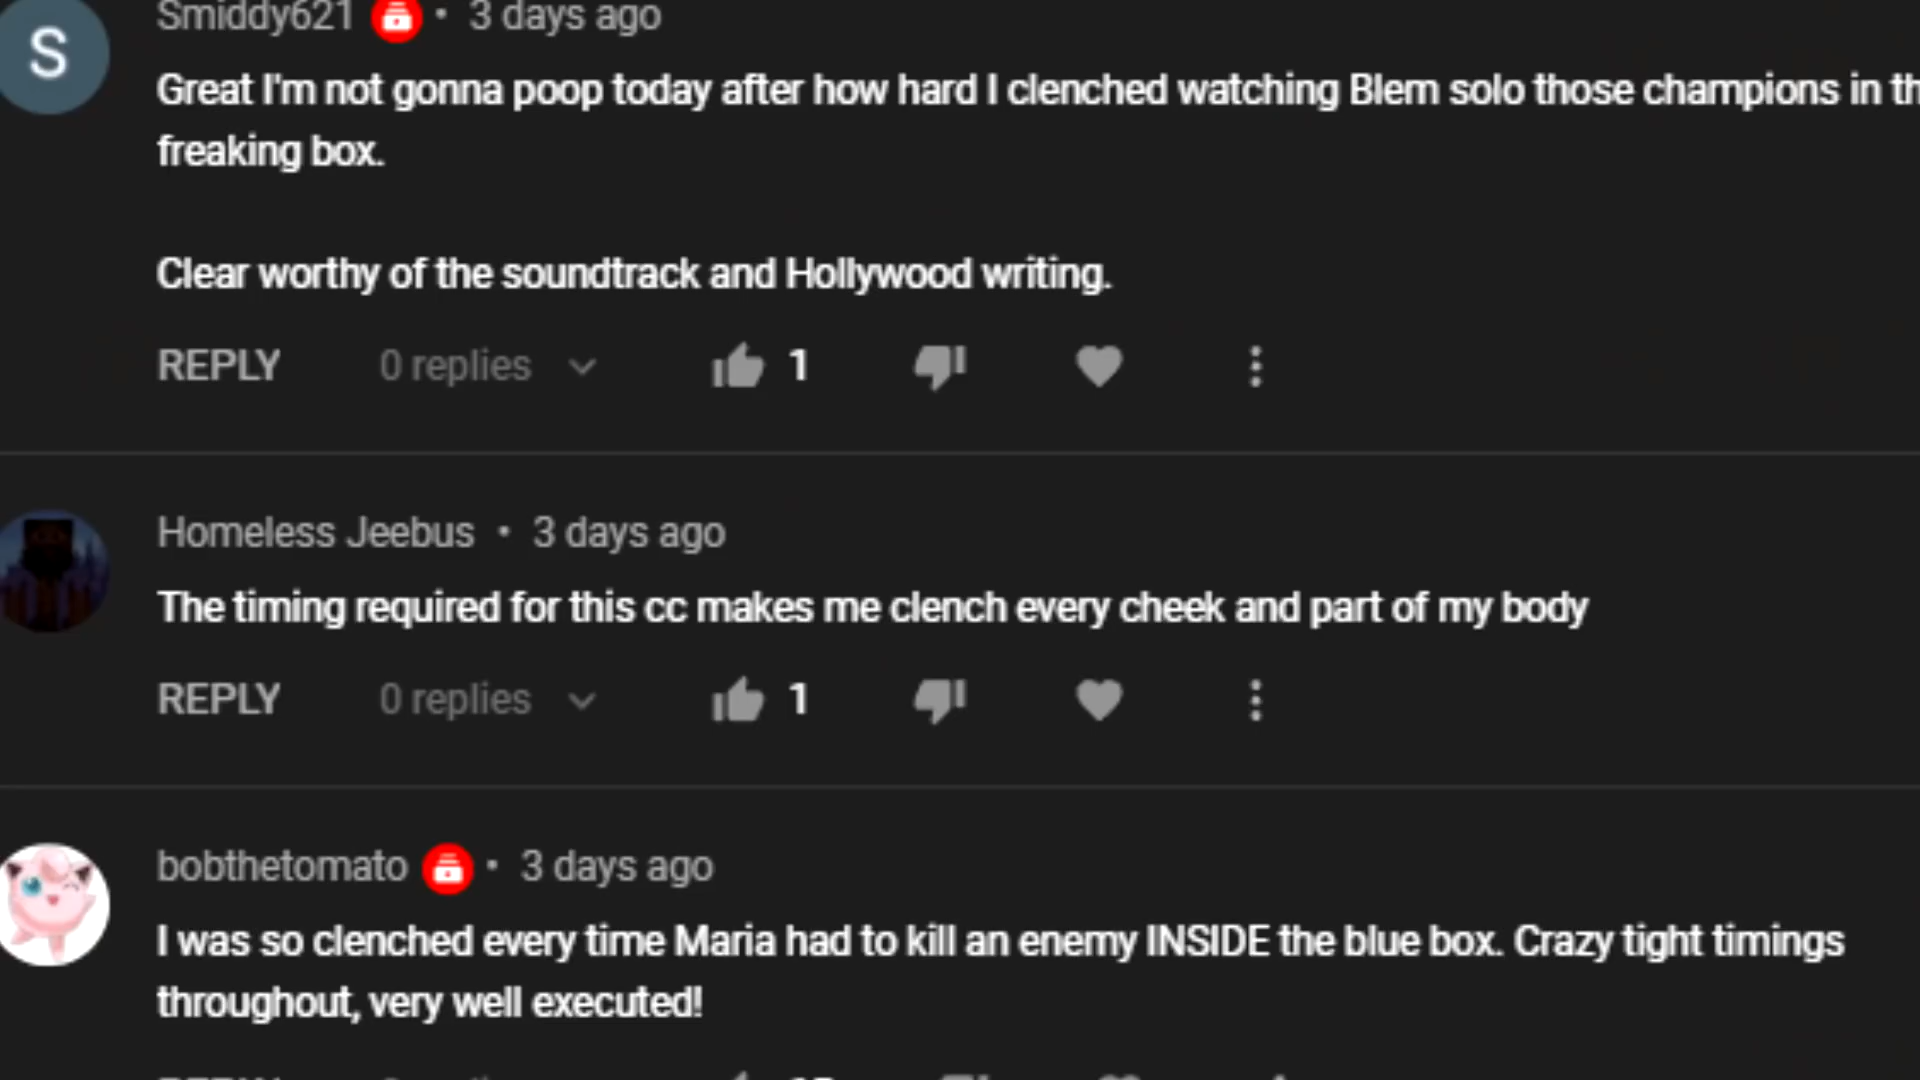 S
Smiddy621 • 3 days ago
Great I'm not gonna poop today after how hard I clenched watching Blem solo those champions in
freaking box.
Clear worthy of the soundtrack and Hollywood writing.
REPLY 0 replies 1
Homeless Jeebus • 3 days ago
The timing required for this cc makes me clench every cheek and part of my body
REPLY 0 replies 1
bobthetomato • 3 days ago
I was so clenched every time Maria had to kill an enemy INSIDE the blue box. Crazy tight timings
throughout, very well executed!